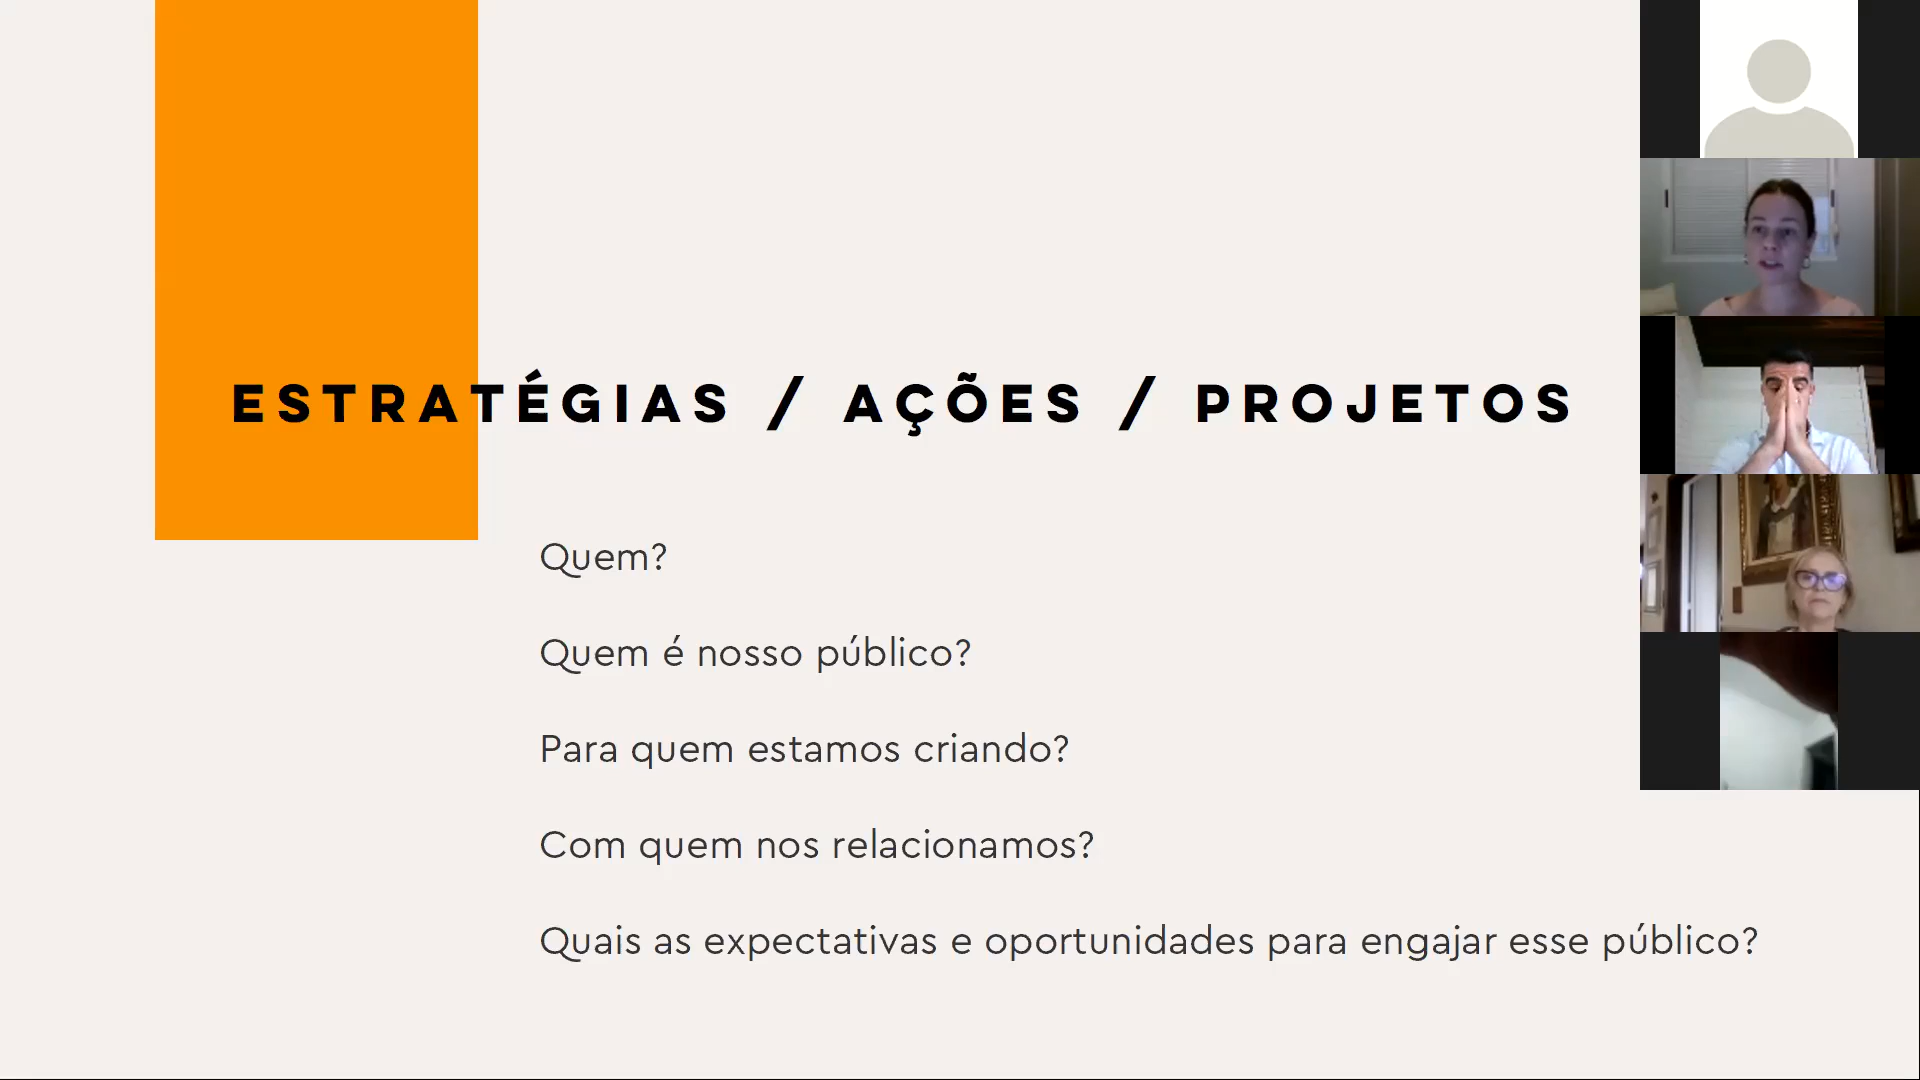 ESTRATÉGIAS / AÇÕES / PROJETOS
Quem?
Quem é nosso público?
Para quem estamos criando?
Com quem nos relacionamos?
Quais as expectativas e oportunidades para engajar esse público?